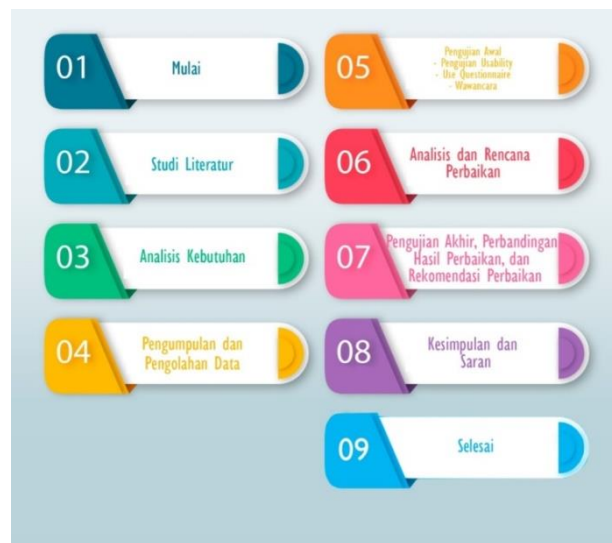 01
Mulai
02
Studi Literatur
03
Analisis Kebutuhan
04
Pengumpulan dan
Pengolahan Data
05
Pengujian Awal
- Pengujian Usability
- Use Questionnaire
- Wawancara
06
Analisis dan Rencana
Perbaikan
07
Pengujian Akhir, Perbandingan
Hasil Perbaikan, dan
Rekomendasi Perbaikan
08
Kesimpulan dan
Saran
09
Selesai